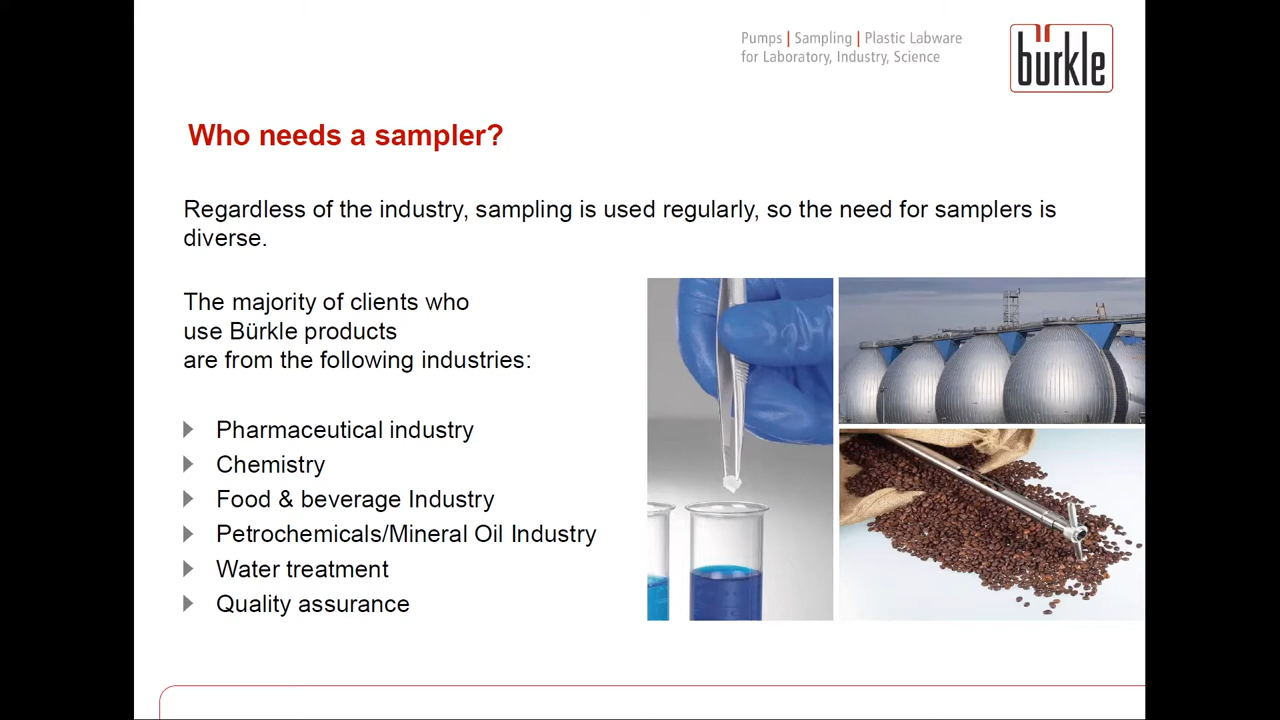 Pumps | Sampling | Plastic Labware
for Laboratory, Industry, Science
bürkle
Who needs a sampler?
Regardless of the industry, sampling is used regularly, so the need for samplers is
diverse.
The majority of clients who
use Bürkle products
are from the following industries:
Pharmaceutical industry
Chemistry
Food & beverage Industry
Petrochemicals/Mineral Oil Industry
Water treatment
Quality assurance